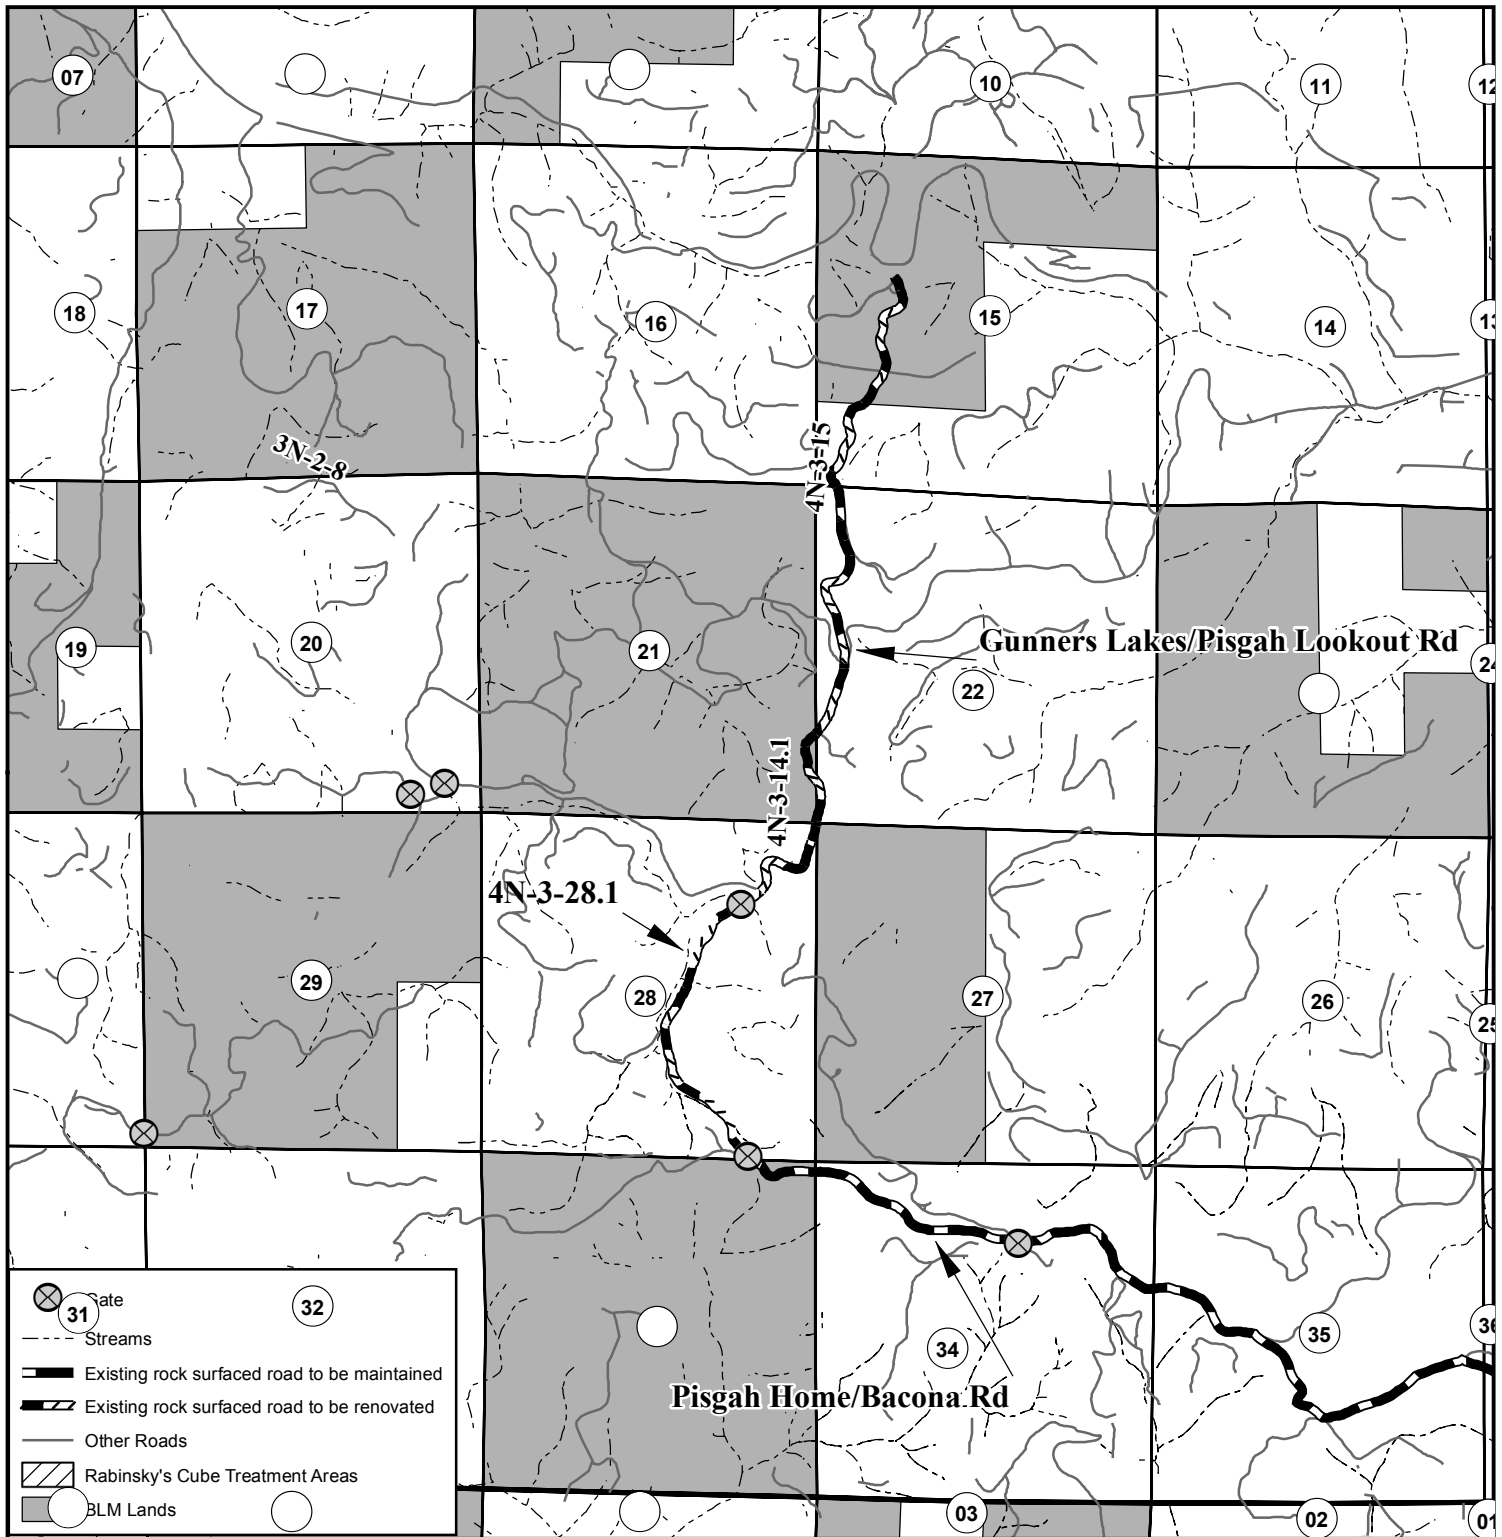 07
10
11
12
18
17
16
15
14
13
3N-2-8
4N-3-15
19
20
21
Gunners Lakes/Pisgah Lookout Rd
22
24
4N-3-14.1
4N-3-28.1
29
28
27
26
25
31
32
34
35
36
Pisgah Home/Bacona Rd
Gate
Streams
Existing rock surfaced road to be maintained
Existing rock surfaced road to be renovated
Other Roads
Rabinsky's Cube Treatment Areas
BLM Lands
03
02
01